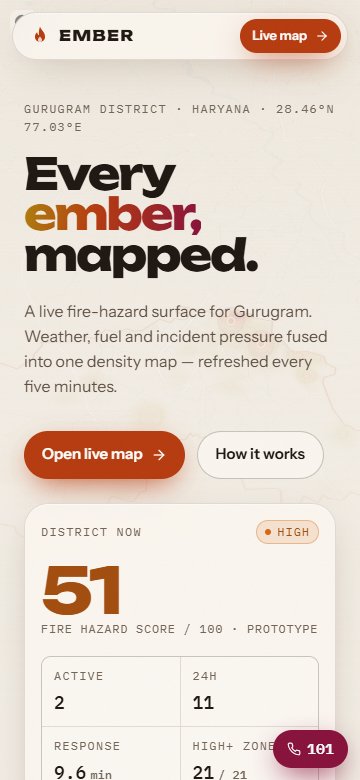 EMBER
Live map →
GURUGRAM DISTRICT · HARYANA · 28.46°N
77.03°E
Every
ember,
mapped.
A live fire-hazard surface for Gurugram.
Weather, fuel and incident pressure fused
into one density map — refreshed every
five minutes.
Open live map →
How it works
DISTRICT NOW
HIGH
51
FIRE HAZARD SCORE / 100 · PROTOTYPE
ACTIVE
2
24H
11
RESPONSE
9.6 min
HIGH+ ZONE
21 / 21
101